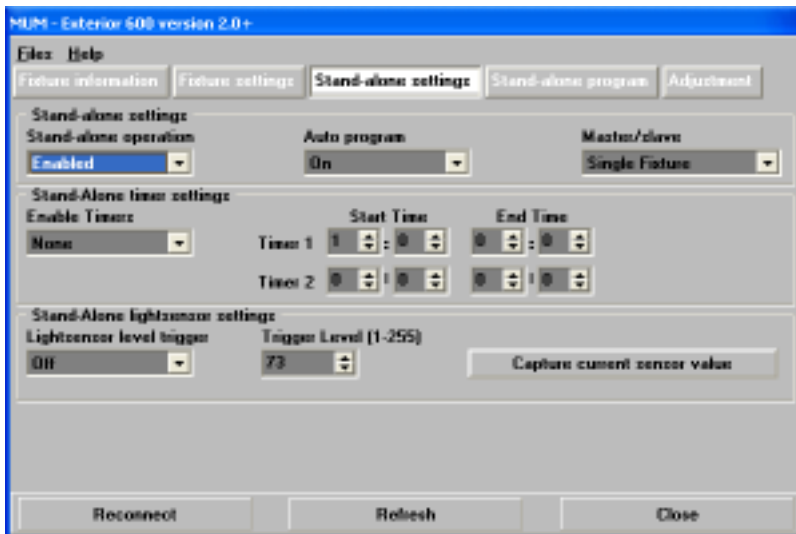 MUM - Exterior 600 version 2.0+
Files Help
Fixture information Fixture settings Stand-alone settings Stand-alone program Adjustment
Stand-alone settings
Stand-alone operation Auto program Master/slave
Enabled On Single Fixture
Stand-Alone timer settings
Enable Timers Start Time End Time
None Timer 1 1 : 0 0 : 0
Timer 2 0 : 0 0 : 0
Stand-Alone lightsensor settings
Lightsensor level trigger Trigger Level (1-255)
Off 73 Capture current sensor value
Reconnect Refresh Close